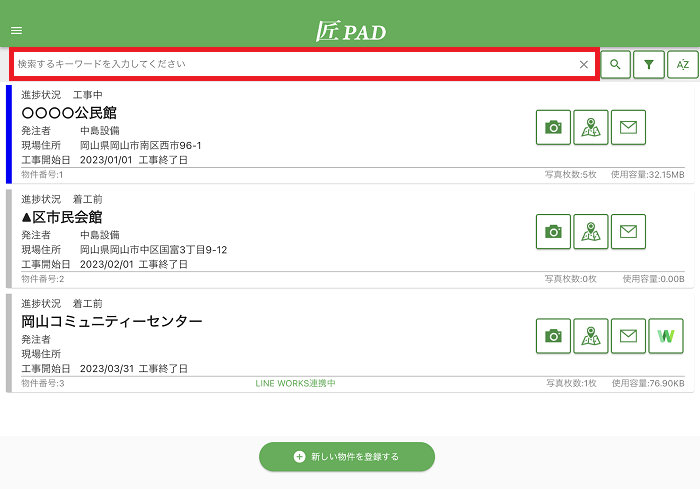 匠 PAD
検索するキーワードを入力してください
AZ
進捗状況 工事中
〇〇〇〇公民館
発注者 中島設備
現場住所 岡山県岡山市南区西市96-1
工事開始日 2023/01/01 工事終了日
物件番号:1 写真枚数:5枚 使用容量:32.15MB
進捗状況 着工前
▲区市民会館
発注者 中島設備
現場住所 岡山県岡山市中区国富3丁目9-12
工事開始日 2023/02/01 工事終了日
物件番号:2 写真枚数:0枚 使用容量:0.00B
進捗状況 着工前
岡山コミュニティーセンター
発注者
現場住所
工事開始日 2023/03/31 工事終了日
物件番号:3 LINE WORKS連携中 写真枚数:1枚 使用容量:76.90KB
新しい物件を登録する